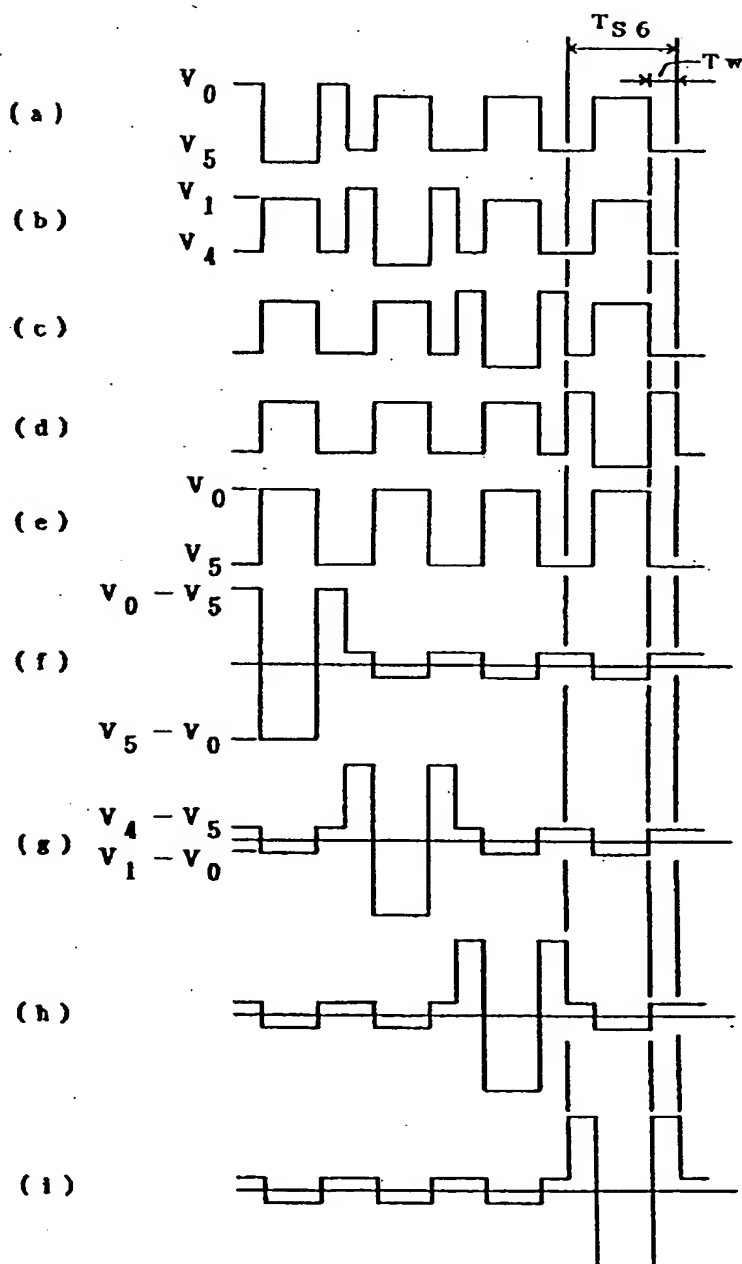 T S 6
T w
V 0
(a)
V 5
V 1
(b)
V 4
(c)
(d)
V 0
(e)
V 5
V 0 – V 5
(f)
V 5 – V 0
V 4 – V 5
(g)
V 1 – V 0
(h)
(i)